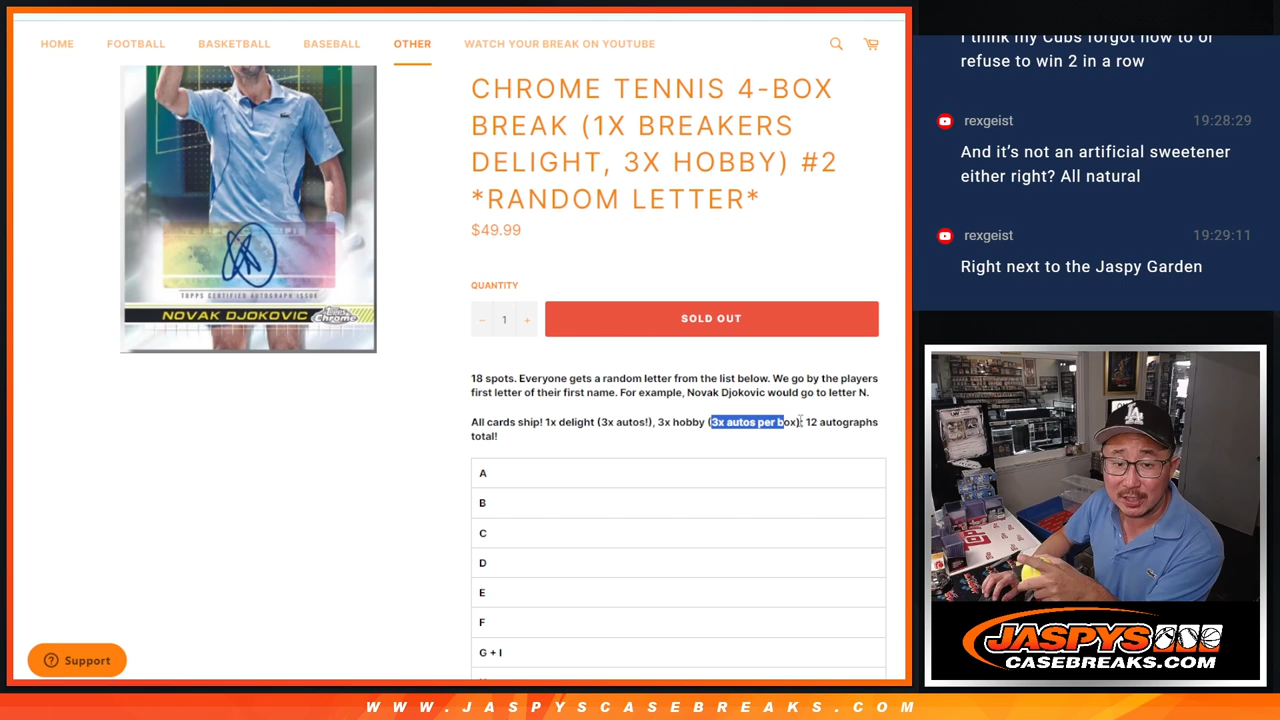 HOME
FOOTBALL
BASKETBALL
BASEBALL
OTHER
WATCH YOUR BREAK ON YOUTUBE
TOPPS CERTIFIED AUTOGRAPH ISSUE
NOVAK DJOKOVIC
Topps Chrome
CHROME TENNIS 4-BOX
BREAK (1X BREAKERS
DELIGHT, 3X HOBBY) #2
*RANDOM LETTER*
$49.99
QUANTITY
− 1 +
SOLD OUT
18 spots. Everyone gets a random letter from the list below. We go by the players
first letter of their first name. For example, Novak Djokovic would go to letter N.
All cards ship! 1x delight (3x autos!), 3x hobby (3x autos per box); 12 autographs
total!
A
B
C
D
E
F
G + I
Support
I think my Cubs forgot how to or
refuse to win 2 in a row
rexgeist 19:28:29
And it’s not an artificial sweetener
either right? All natural
rexgeist 19:29:11
Right next to the Jaspy Garden
JASPYS
CASEBREAKS.COM
WWW.JASPYSCASEBREAKS.COM